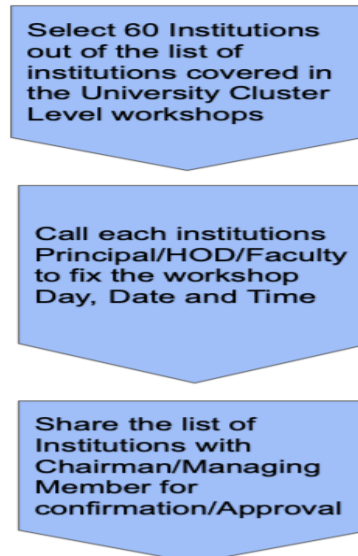 Select 60 Institutions
out of the list of
institutions covered in
the University Cluster
Level workshops
Call each institutions
Principal/HOD/Faculty
to fix the workshop
Day, Date and Time
Share the list of
Institutions with
Chairman/Managing
Member for
confirmation/Approval